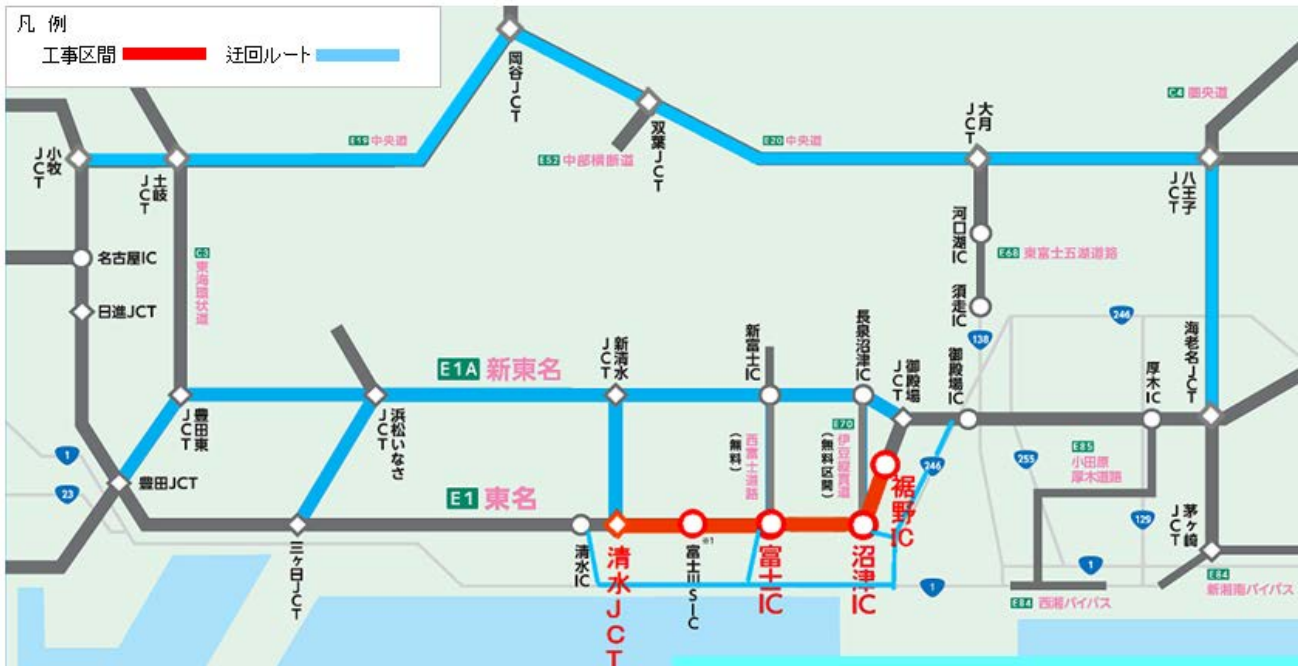 凡 例
工事区間
迂回ルート
岡谷JCT
双葉JCT
E52 中部横断道
E19 中央道
E20 中央道
大月JCT
C4 圏央道
八王子JCT
小牧JCT
土岐JCT
名古屋IC
日進JCT
C3 東海環状道
河口湖IC
須走IC
E68 東富士五湖道路
138
246
海老名JCT
E1A 新東名
新清水JCT
新富士IC
長泉沼津IC
御殿場JCT
御殿場IC
厚木IC
豊田東JCT
浜松いなさJCT
西富士道路
(無料)
E70
伊豆縦貫道
(無料区間)
246
255
E85
小田原厚木道路
129
1
23
豊田JCT
E1 東名
三ヶ日JCT
清水IC
清水JCT
富士川SIC
※1
富士IC
沼津IC
裾野IC
1
1
茅ヶ崎JCT
E84 西湘バイパス
E84
新湘南バイパス